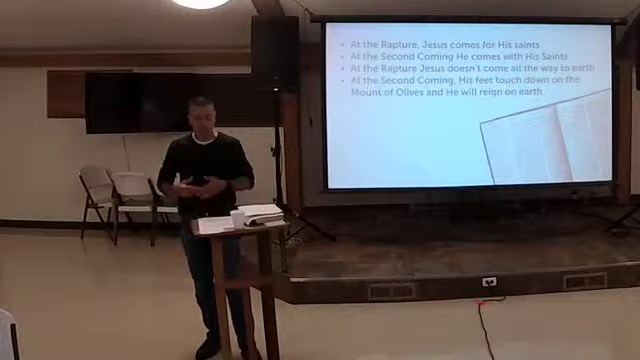 • At the Rapture, Jesus comes for His saints
• At the Second Coming He comes with His Saints
• At the Rapture Jesus doesn't come all the way to earth
• At the Second Coming, His feet touch down on the
Mount of Olives and He will reign on earth